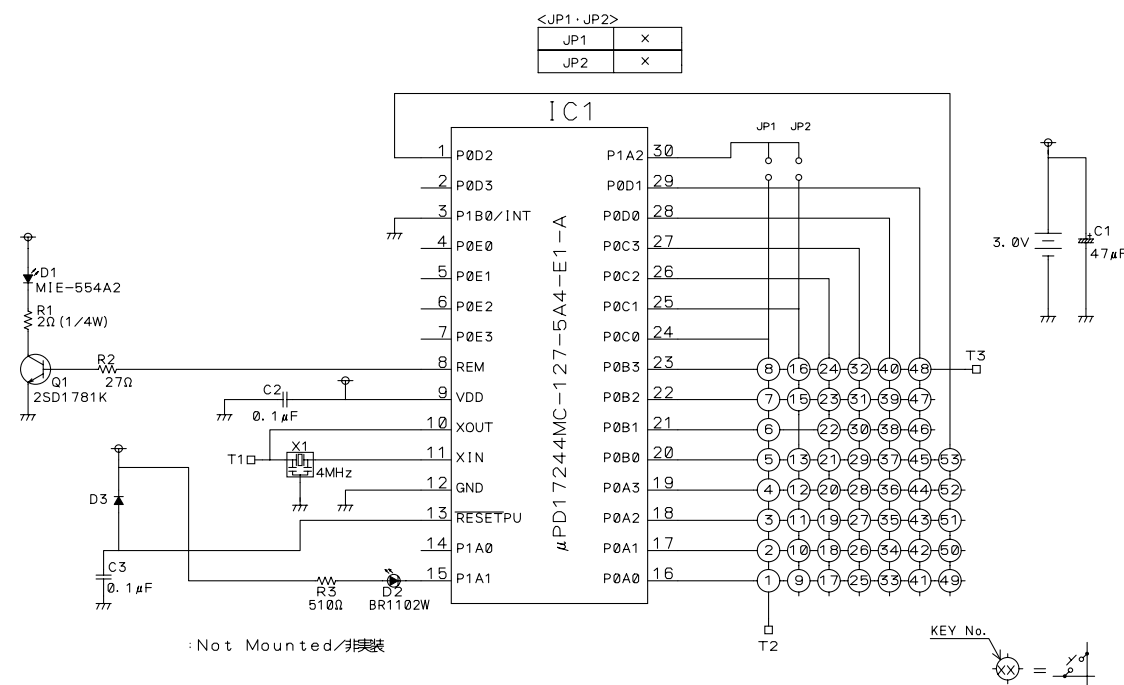 <JP1・JP2>
JP1 ×
JP2 ×
IC1
JP1 JP2
1 P0D2 P1A2 30
2 P0D3 P0D1 29
3 P1B0/INT P0D0 28
4 P0E0 P0C3 27
5 P0E1 P0C2 26
6 P0E2 P0C1 25
7 P0E3 P0C0 24
8 REM P0B3 23
9 VDD P0B2 22
10 XOUT P0B1 21
11 XIN P0B0 20
12 GND P0A3 19
13 RESETPU P0A2 18
14 P1A0 P0A1 17
15 P1A1 P0A0 16
μPD17244MC-127-5A4-E1-A
3.0V
+
C1
47μF
D1
MIE-554A2
R1
2Ω(1/4W)
R2
27Ω
Q1
2SD1781K
C2
0.1μF
T1
X1
4MHz
D3
C3
0.1μF
R3
510Ω
D2
BR1102W
8 16 24 32 40 48 T3
7 15 23 31 39 47
6 22 30 38 46
5 13 21 29 37 45 53
4 12 20 28 36 44 52
3 11 19 27 35 43 51
2 10 18 26 34 42 50
1 9 17 25 33 41 49
T2
:Not Mounted/非実装
KEY No.
XX =